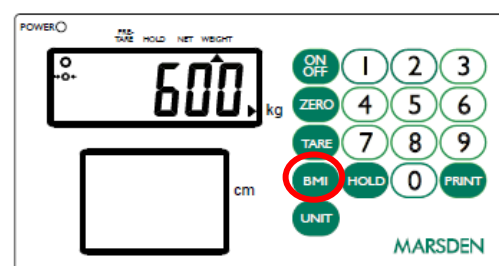 POWER
PRE-
TARE HOLD NET WEIGHT
600 kg
cm
ON
OFF 1 2 3
ZERO 4 5 6
TARE 7 8 9
BMI HOLD 0 PRINT
UNIT
MARSDEN